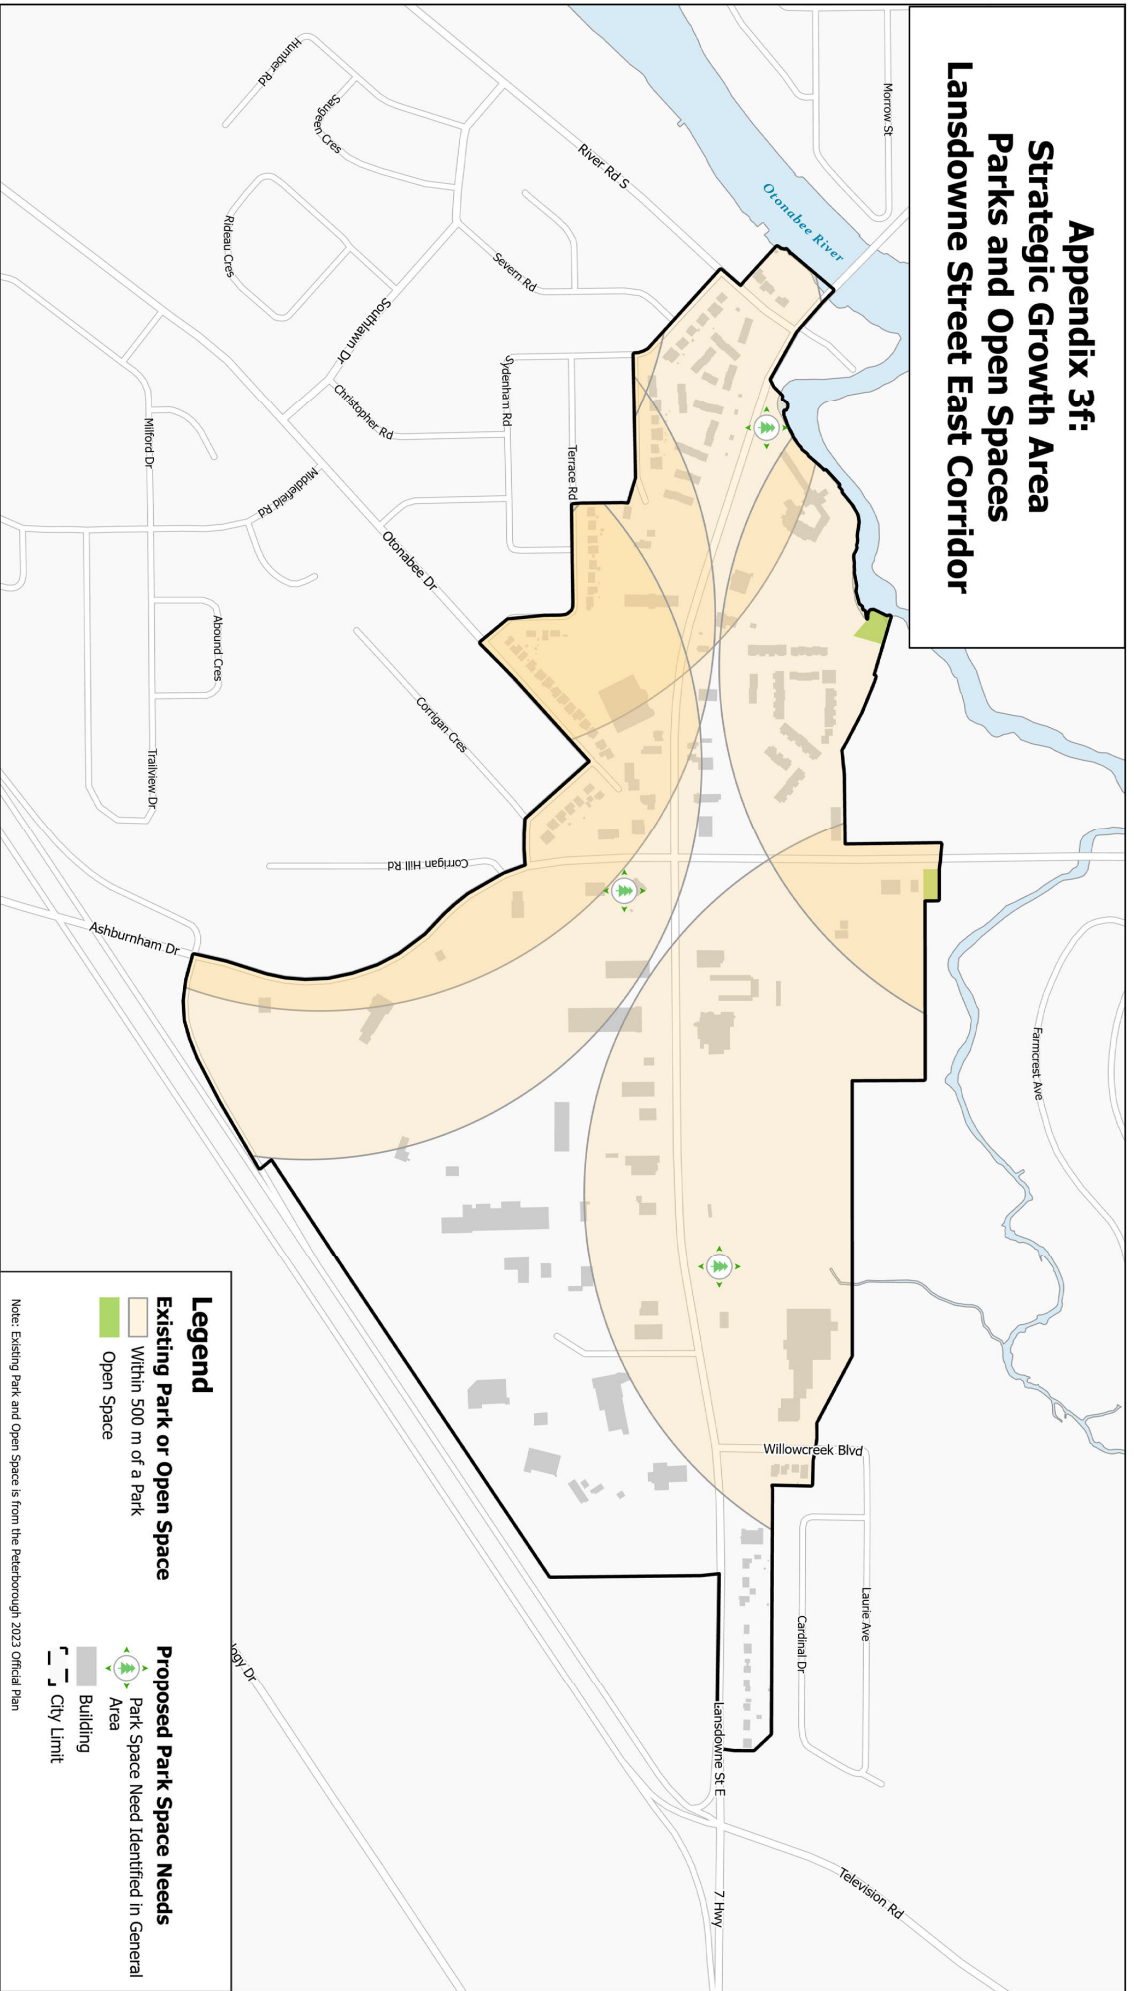 Appendix 3f:
Strategic Growth Area
Parks and Open Spaces
Lansdowne Street East Corridor
Morrow St
Otonabee River
River Rd S
Humber Rd
Saugeen Cres
Rideau Cres
Severn Rd
Southlawn Dr
Sydenham Rd
Christopher Rd
Terrace Rd
Milford Dr
Middlefield Rd
Otonabee Dr
Abound Cres
Corrigan Cres
Trailview Dr
Corrigan Hill Rd
Ashburnham Dr
Farmcrest Ave
Willowcreek Blvd
Laurie Ave
Cardinal Dr
Lansdowne St E
7 Hwy
Television Rd
logy Dr
Legend
Existing Park or Open Space
Within 500 m of a Park
Open Space
Proposed Park Space Needs
Park Space Need Identified in General
Area
Building
City Limit
Note: Existing Park and Open Space is from the Peterborough 2023 Official Plan